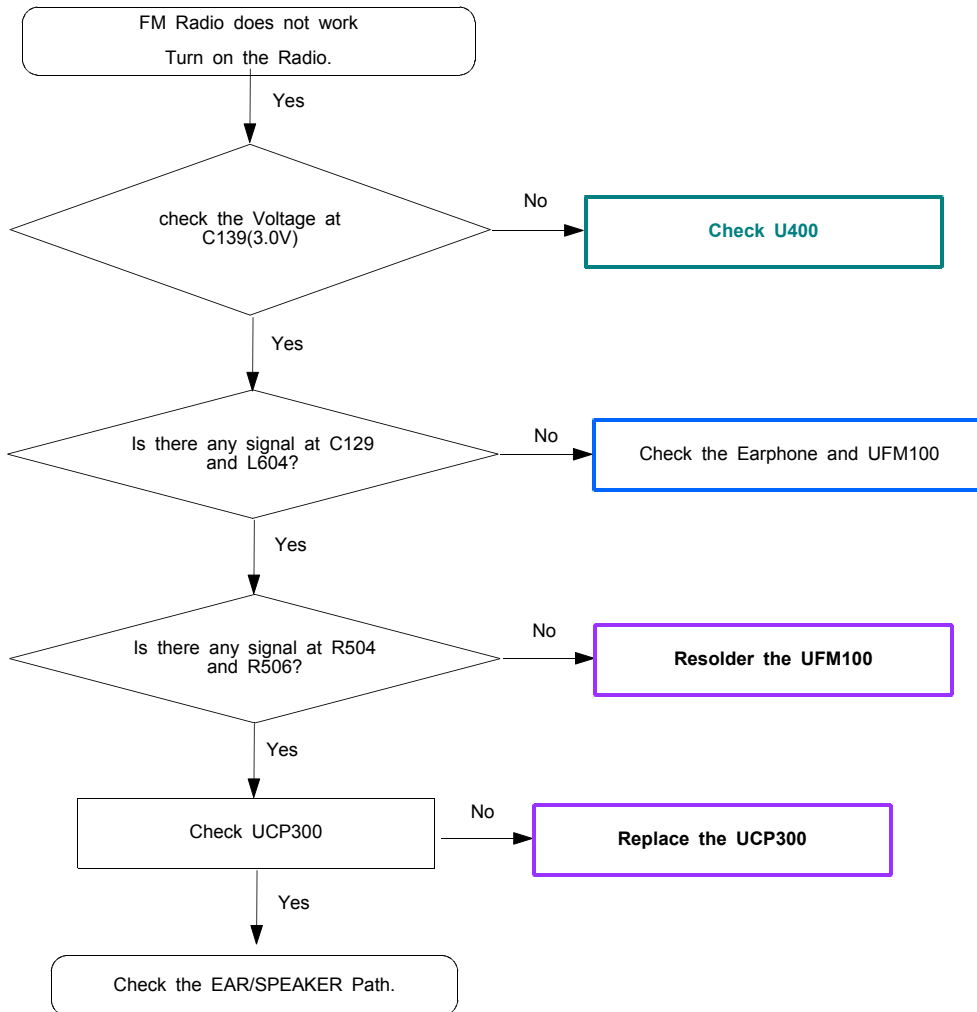 FM Radio does not work
Turn on the Radio.
Yes
check the Voltage at
C139(3.0V)
No
Check U400
Yes
Is there any signal at C129
and L604?
No
Check the Earphone and UFM100
Yes
Is there any signal at R504
and R506?
No
Resolder the UFM100
Yes
Check UCP300
No
Replace the UCP300
Yes
Check the EAR/SPEAKER Path.